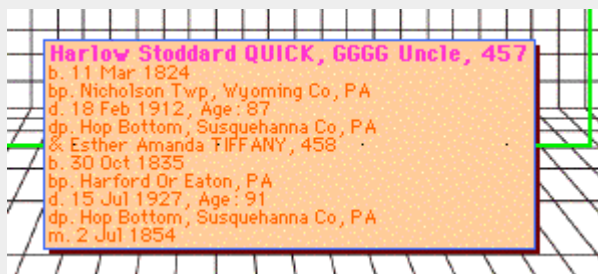 Harlow Stoddard QUICK, GGGG Uncle, 457
b. 11 Mar 1824
bp. Nicholson Twp, Wyoming Co, PA
d. 18 Feb 1912, Age: 87
dp. Hop Bottom, Susquehanna Co, PA
& Esther Amanda TIFFANY, 458
b. 30 Oct 1835
bp. Harford Or Eaton, PA
d. 15 Jul 1927, Age: 91
dp. Hop Bottom, Susquehanna Co, PA
m. 2 Jul 1854